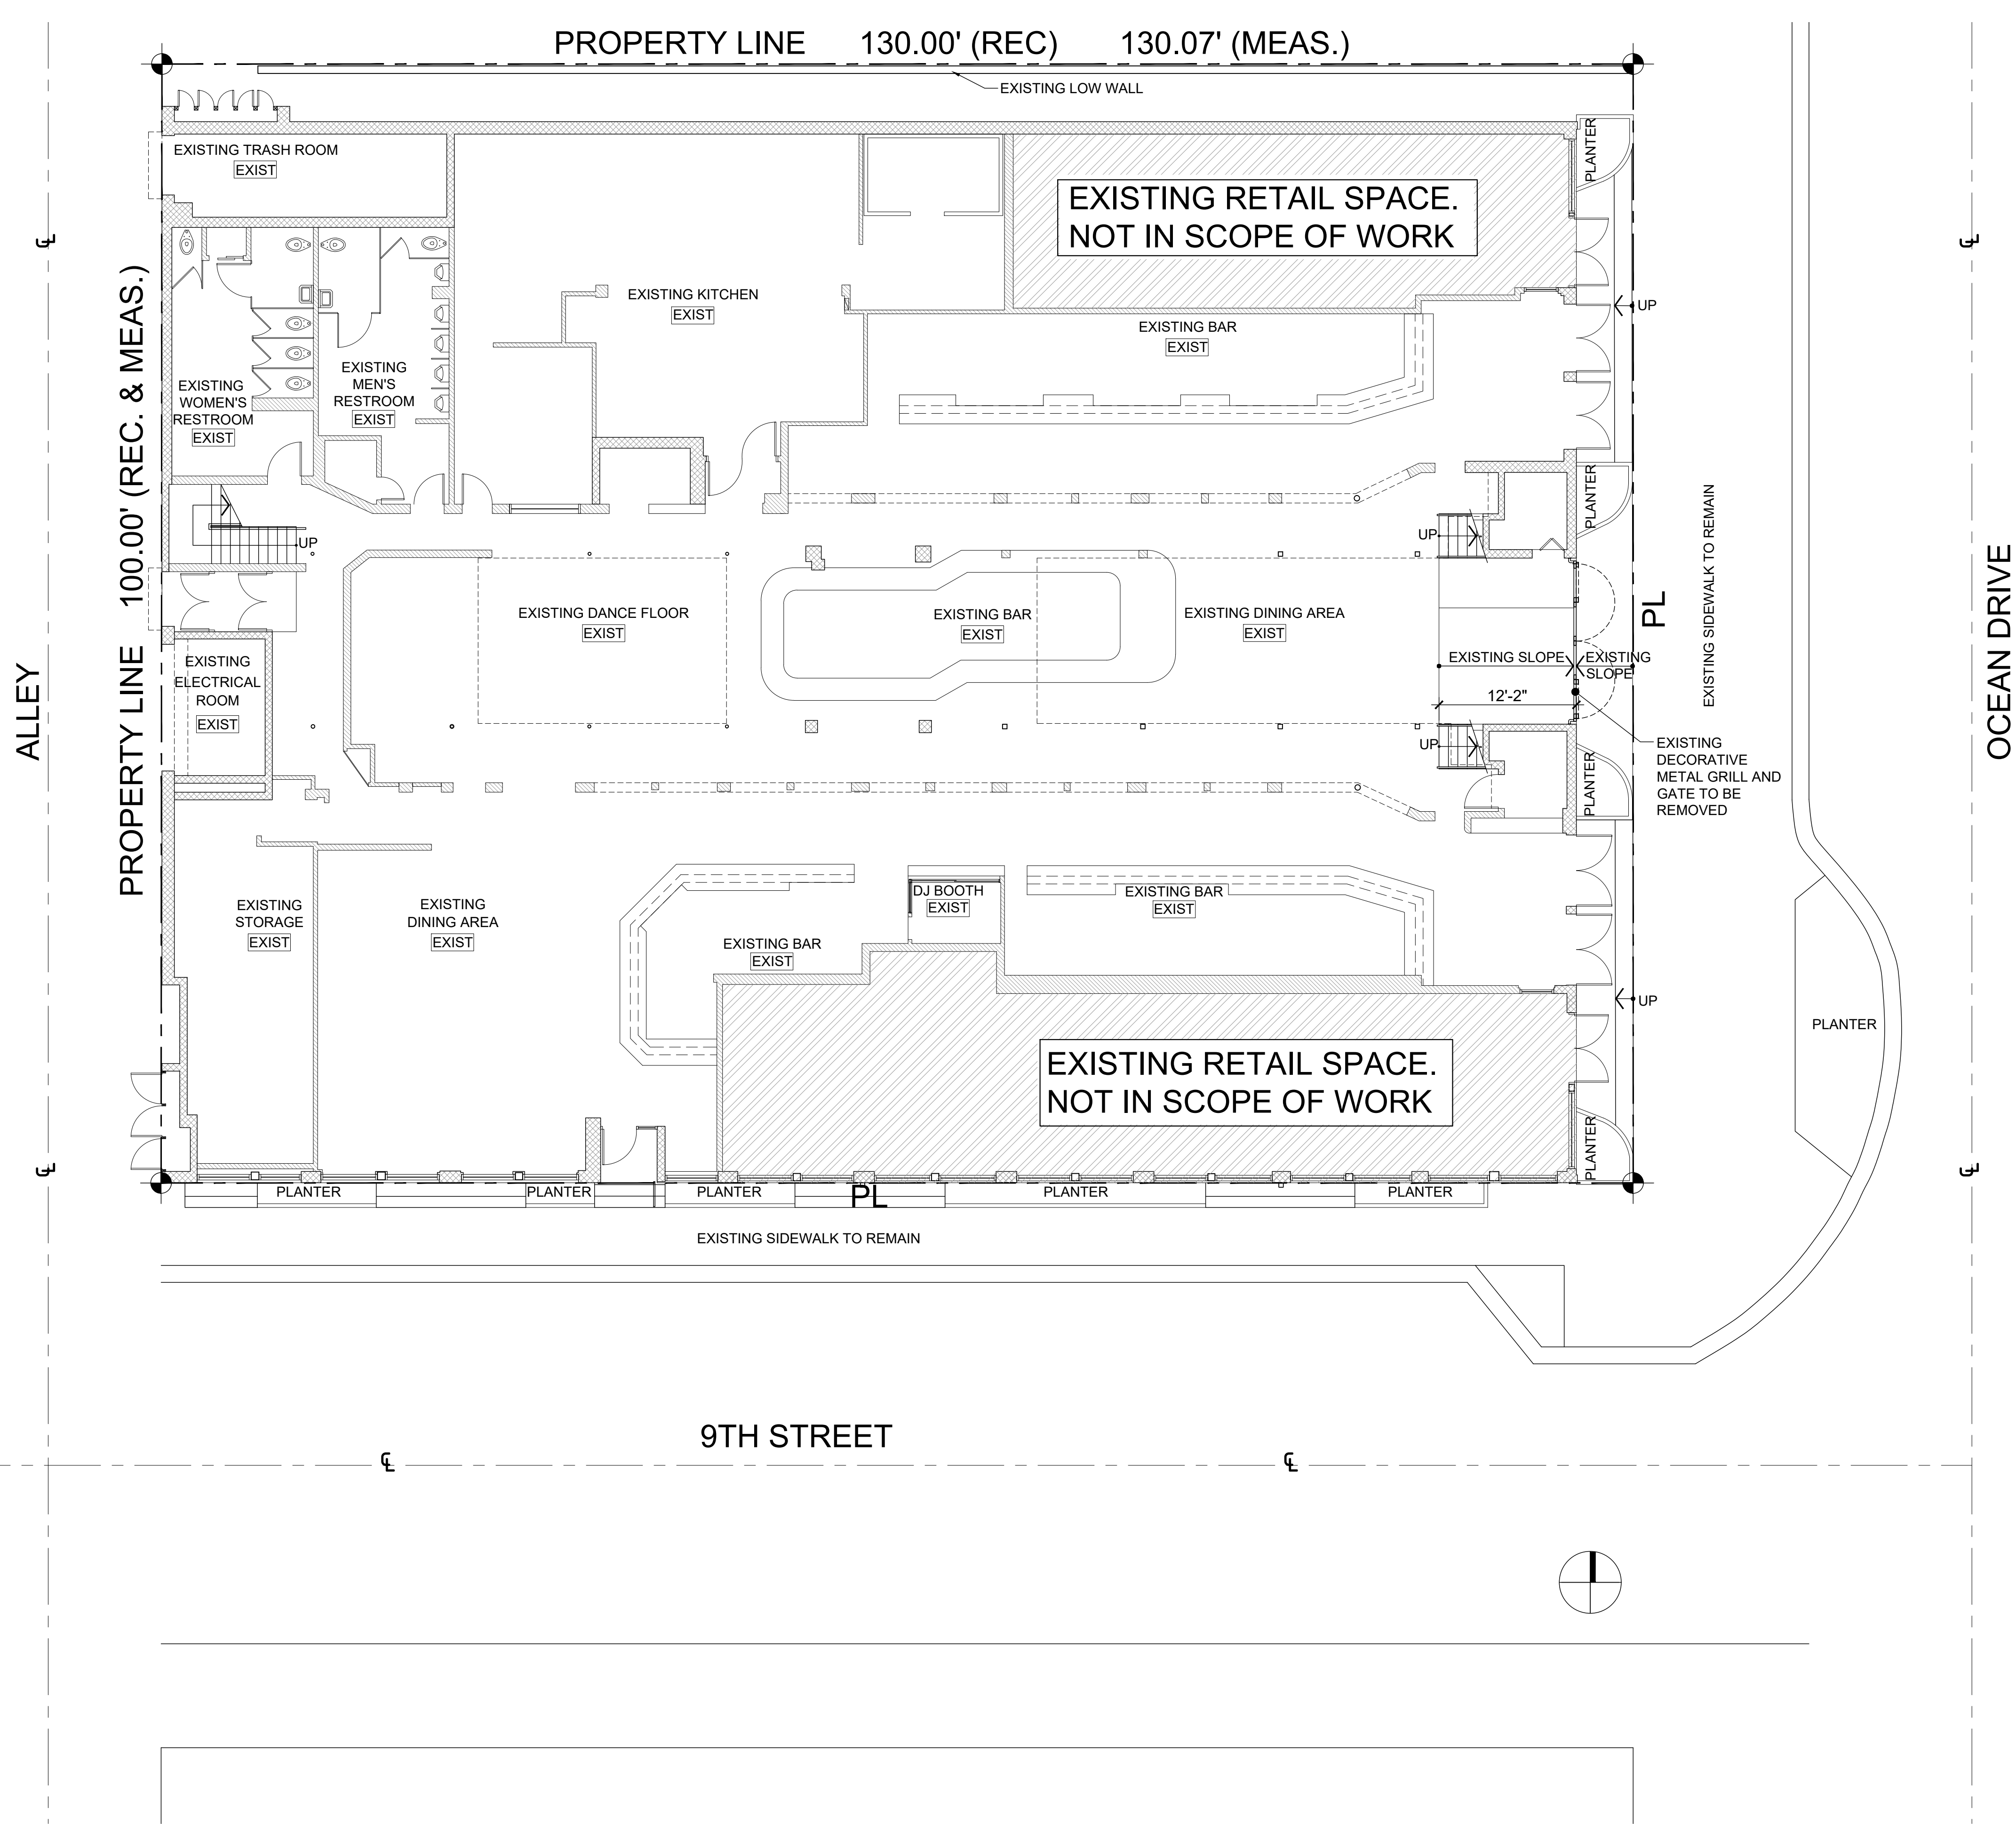 PROPERTY LINE 130.00' (REC) 130.07' (MEAS.)
EXISTING LOW WALL
EXISTING TRASH ROOM
EXIST
PLANTER
EXISTING RETAIL SPACE.
NOT IN SCOPE OF WORK
℄
℄
PROPERTY LINE 100.00' (REC. & MEAS.)
EXISTING KITCHEN
EXIST
UP
EXISTING BAR
EXIST
EXISTING
WOMEN'S
RESTROOM
EXIST
EXISTING
MEN'S
RESTROOM
EXIST
PLANTER
EXISTING SIDEWALK TO REMAIN
UP
UP
OCEAN DRIVE
EXISTING DANCE FLOOR
EXIST
EXISTING BAR
EXIST
EXISTING DINING AREA
EXIST
PL
EXISTING SLOPE
EXISTING
SLOPE
12'-2"
ALLEY
EXISTING
ELECTRICAL
ROOM
EXIST
UP
PLANTER
EXISTING
DECORATIVE
METAL GRILL AND
GATE TO BE
REMOVED
EXISTING
STORAGE
EXIST
EXISTING
DINING AREA
EXIST
EXISTING BAR
EXIST
DJ BOOTH
EXIST
EXISTING BAR
EXIST
UP
PLANTER
EXISTING RETAIL SPACE.
NOT IN SCOPE OF WORK
PLANTER
℄
℄
PLANTER
PLANTER
PLANTER
PL
PLANTER
PLANTER
EXISTING SIDEWALK TO REMAIN
9TH STREET
℄
℄